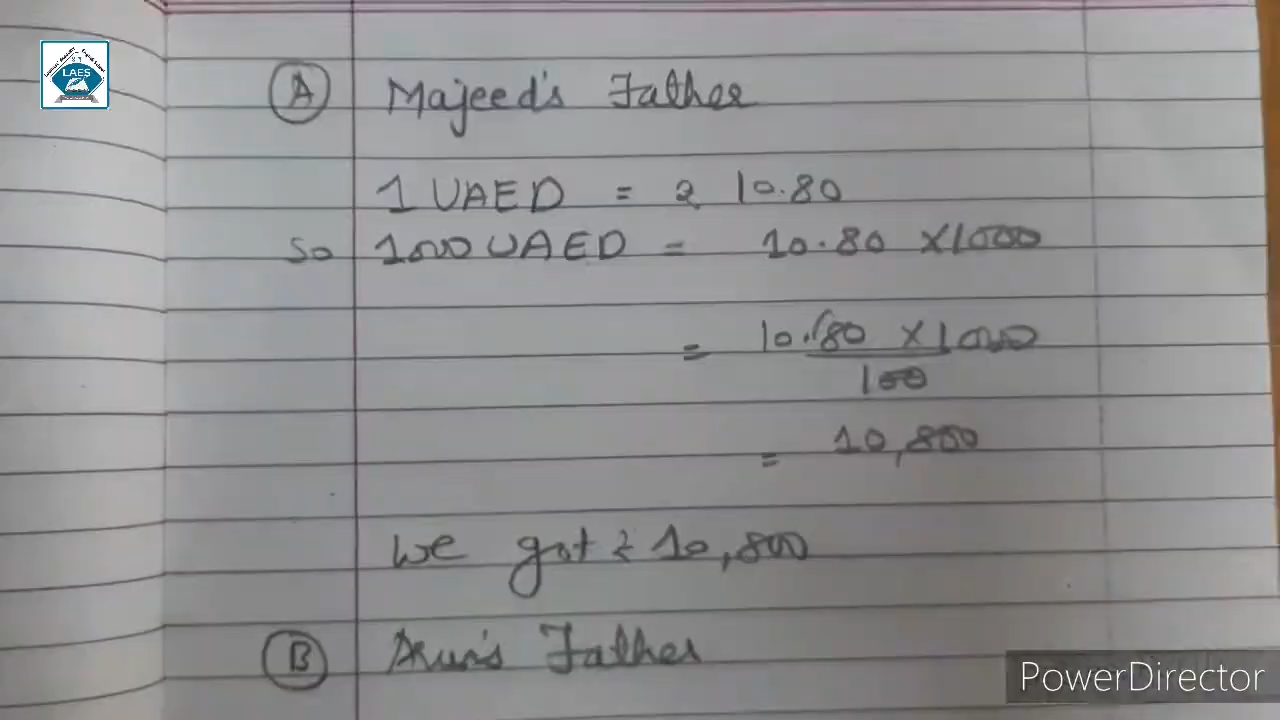 LAES
A Majeed's Father
1 UAED = ₹ 10.80
So 1000 UAED = 10.80 x1000
= 10.80 x1000
100
= 10,800
We got ₹ 10,800
B Arun's Father
PowerDirector